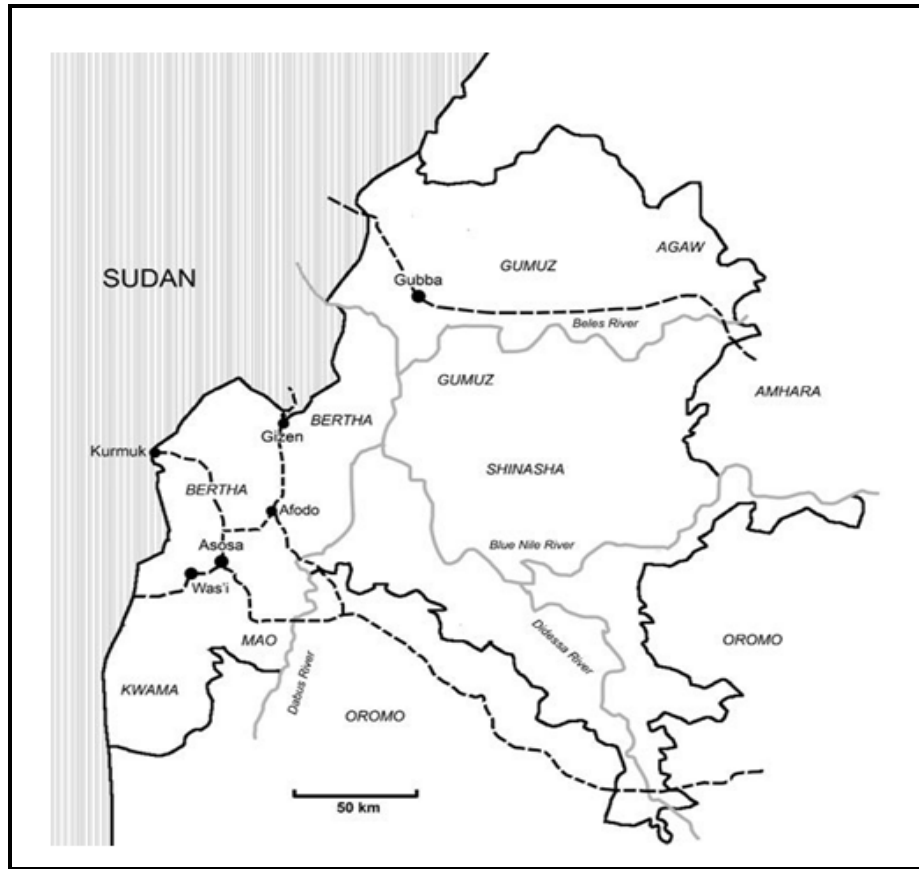 AGAW
GUMUZ
SUDAN
Gubba
Beles River
GUMUZ
AMHARA
BERTHA
Gizen
Kurmuk
SHINASHA
BERTHA
Afodo
Asosa
Blue Nile River
Was'i
Didessa River
MAO
OROMO
Dabus River
KWAMA
OROMO
50 km